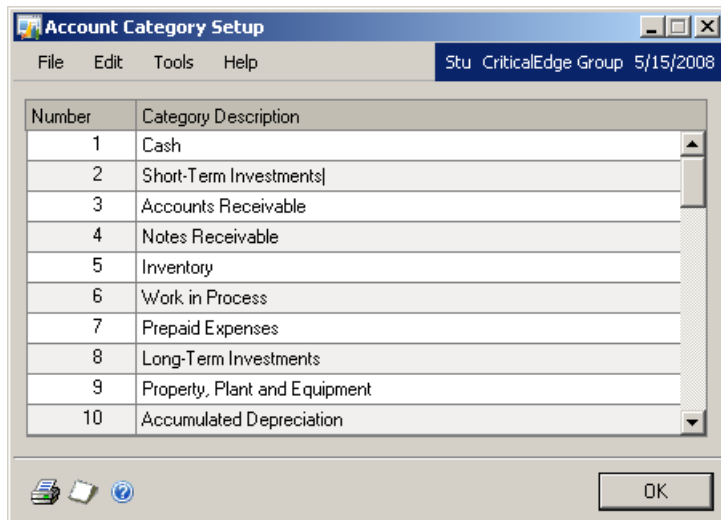 Account Category Setup
File Edit Tools Help Stu CriticalEdge Group 5/15/2008
Number Category Description
1 Cash
2 Short-Term Investments
3 Accounts Receivable
4 Notes Receivable
5 Inventory
6 Work in Process
7 Prepaid Expenses
8 Long-Term Investments
9 Property, Plant and Equipment
10 Accumulated Depreciation
OK